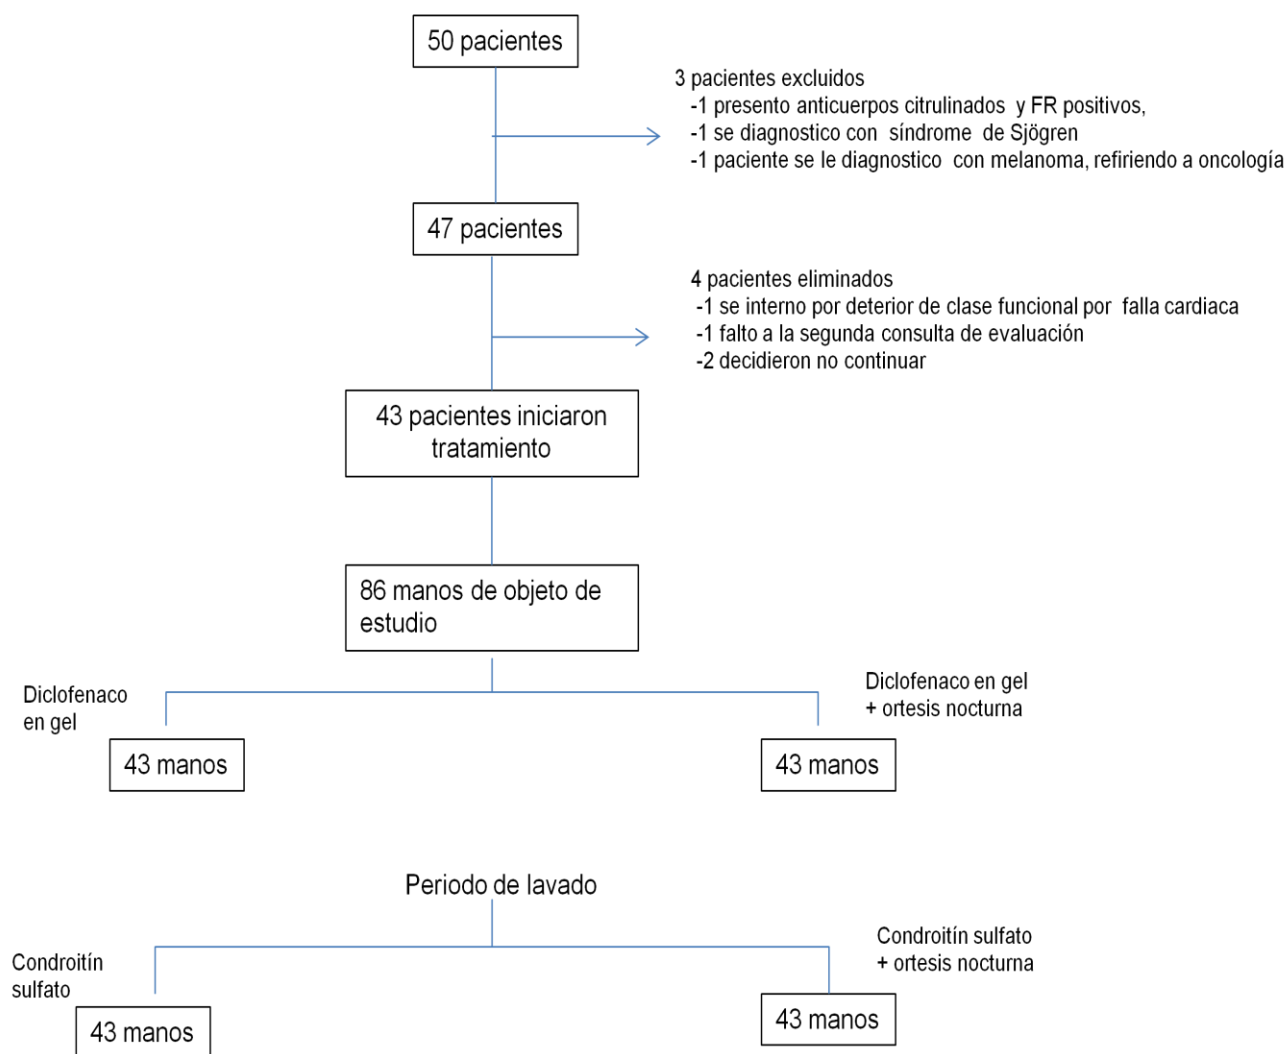 50 pacientes
3 pacientes excluidos
-1 presento anticuerpos citrulinados y FR positivos,
-1 se diagnostico con síndrome de Sjögren
-1 paciente se le diagnostico con melanoma, refiriendo a oncología
47 pacientes
4 pacientes eliminados
-1 se interno por deterior de clase funcional por falla cardiaca
-1 falto a la segunda consulta de evaluación
-2 decidieron no continuar
43 pacientes iniciaron
tratamiento
86 manos de objeto de
estudio
Diclofenaco
en gel
Diclofenaco en gel
+ ortesis nocturna
43 manos
43 manos
Periodo de lavado
Condroitín
sulfato
Condroitín sulfato
+ ortesis nocturna
43 manos
43 manos